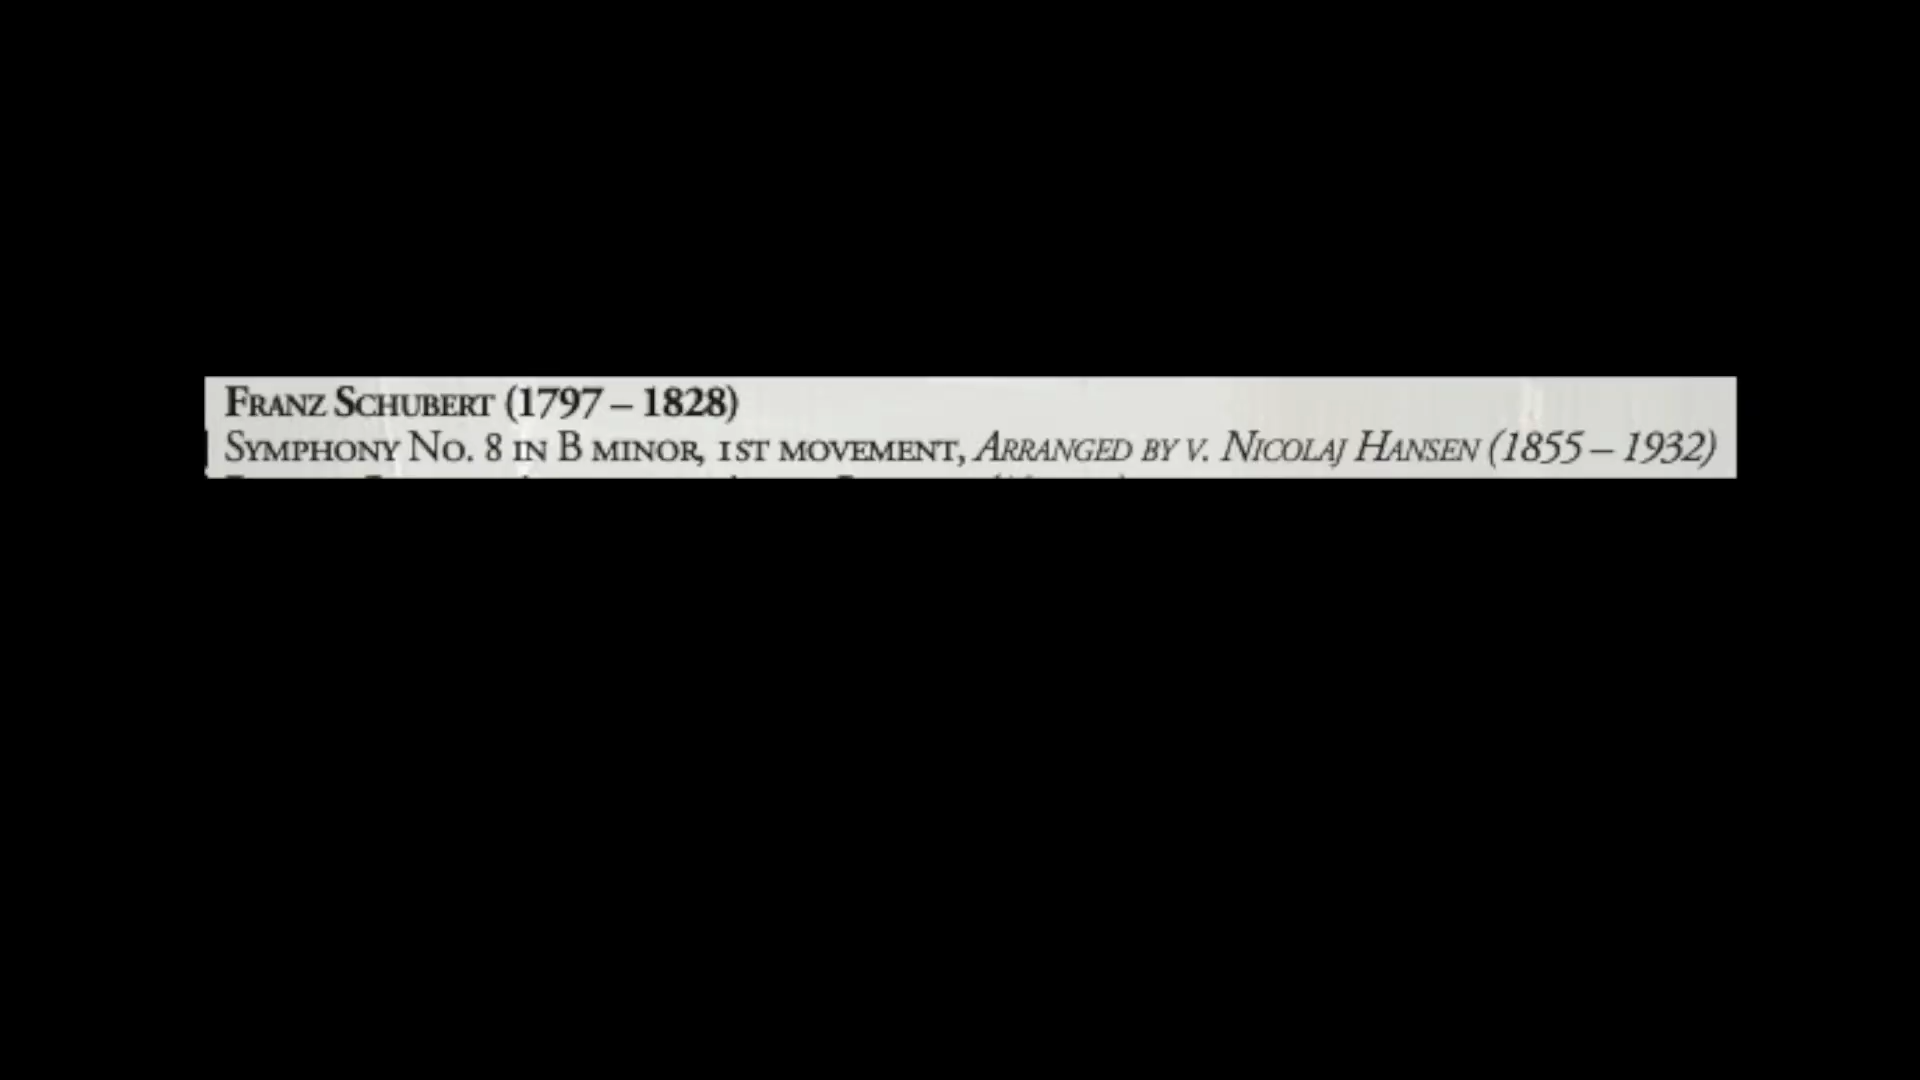 Franz Schubert (1797 – 1828)
Symphony No. 8 in B minor, 1st movement, Arranged by v. Nicolaj Hansen (1855 – 1932)